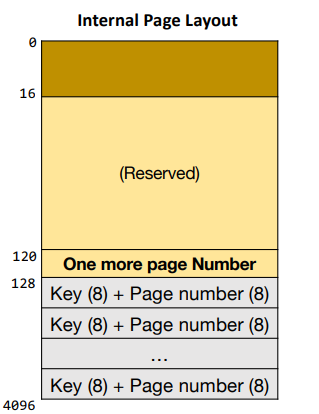 Internal Page Layout
0
16
(Reserved)
120
One more page Number
128
Key (8) + Page number (8)
Key (8) + Page number (8)
...
Key (8) + Page number (8)
4096